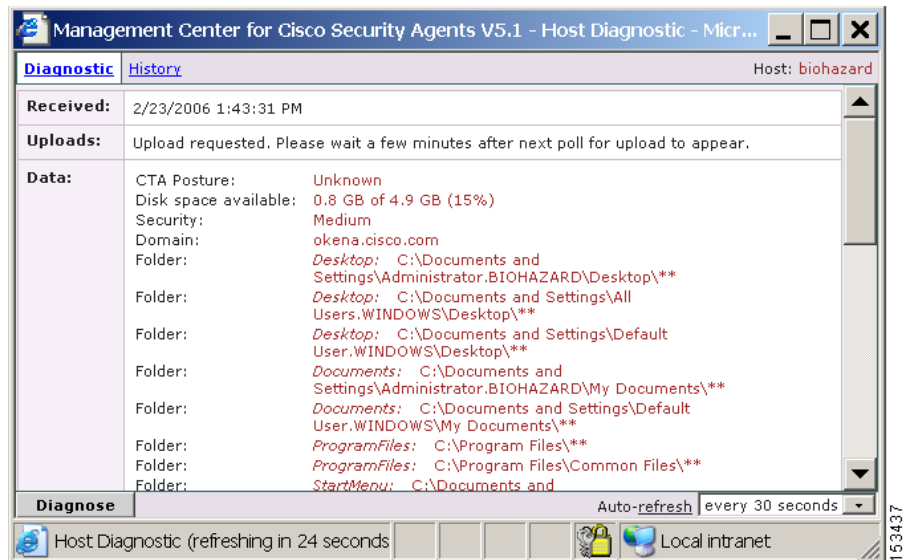 Management Center for Cisco Security Agents V5.1 - Host Diagnostic - Micr...
Diagnostic History Host: biohazard
Received: 2/23/2006 1:43:31 PM
Uploads: Upload requested. Please wait a few minutes after next poll for upload to appear.
Data: CTA Posture: Unknown
Disk space available: 0.8 GB of 4.9 GB (15%)
Security: Medium
Domain: okena.cisco.com
Folder: Desktop: C:\Documents and
Settings\Administrator.BIOHAZARD\Desktop\**
Folder: Desktop: C:\Documents and Settings\All
Users.WINDOWS\Desktop\**
Folder: Desktop: C:\Documents and Settings\Default
User.WINDOWS\Desktop\**
Folder: Documents: C:\Documents and
Settings\Administrator.BIOHAZARD\My Documents\**
Folder: Documents: C:\Documents and Settings\Default
User.WINDOWS\My Documents\**
Folder: ProgramFiles: C:\Program Files\**
Folder: ProgramFiles: C:\Program Files\Common Files\**
Folder: StartMenu: C:\Documents and
Diagnose Auto-refresh every 30 seconds
Host Diagnostic (refreshing in 24 seconds Local intranet
153437